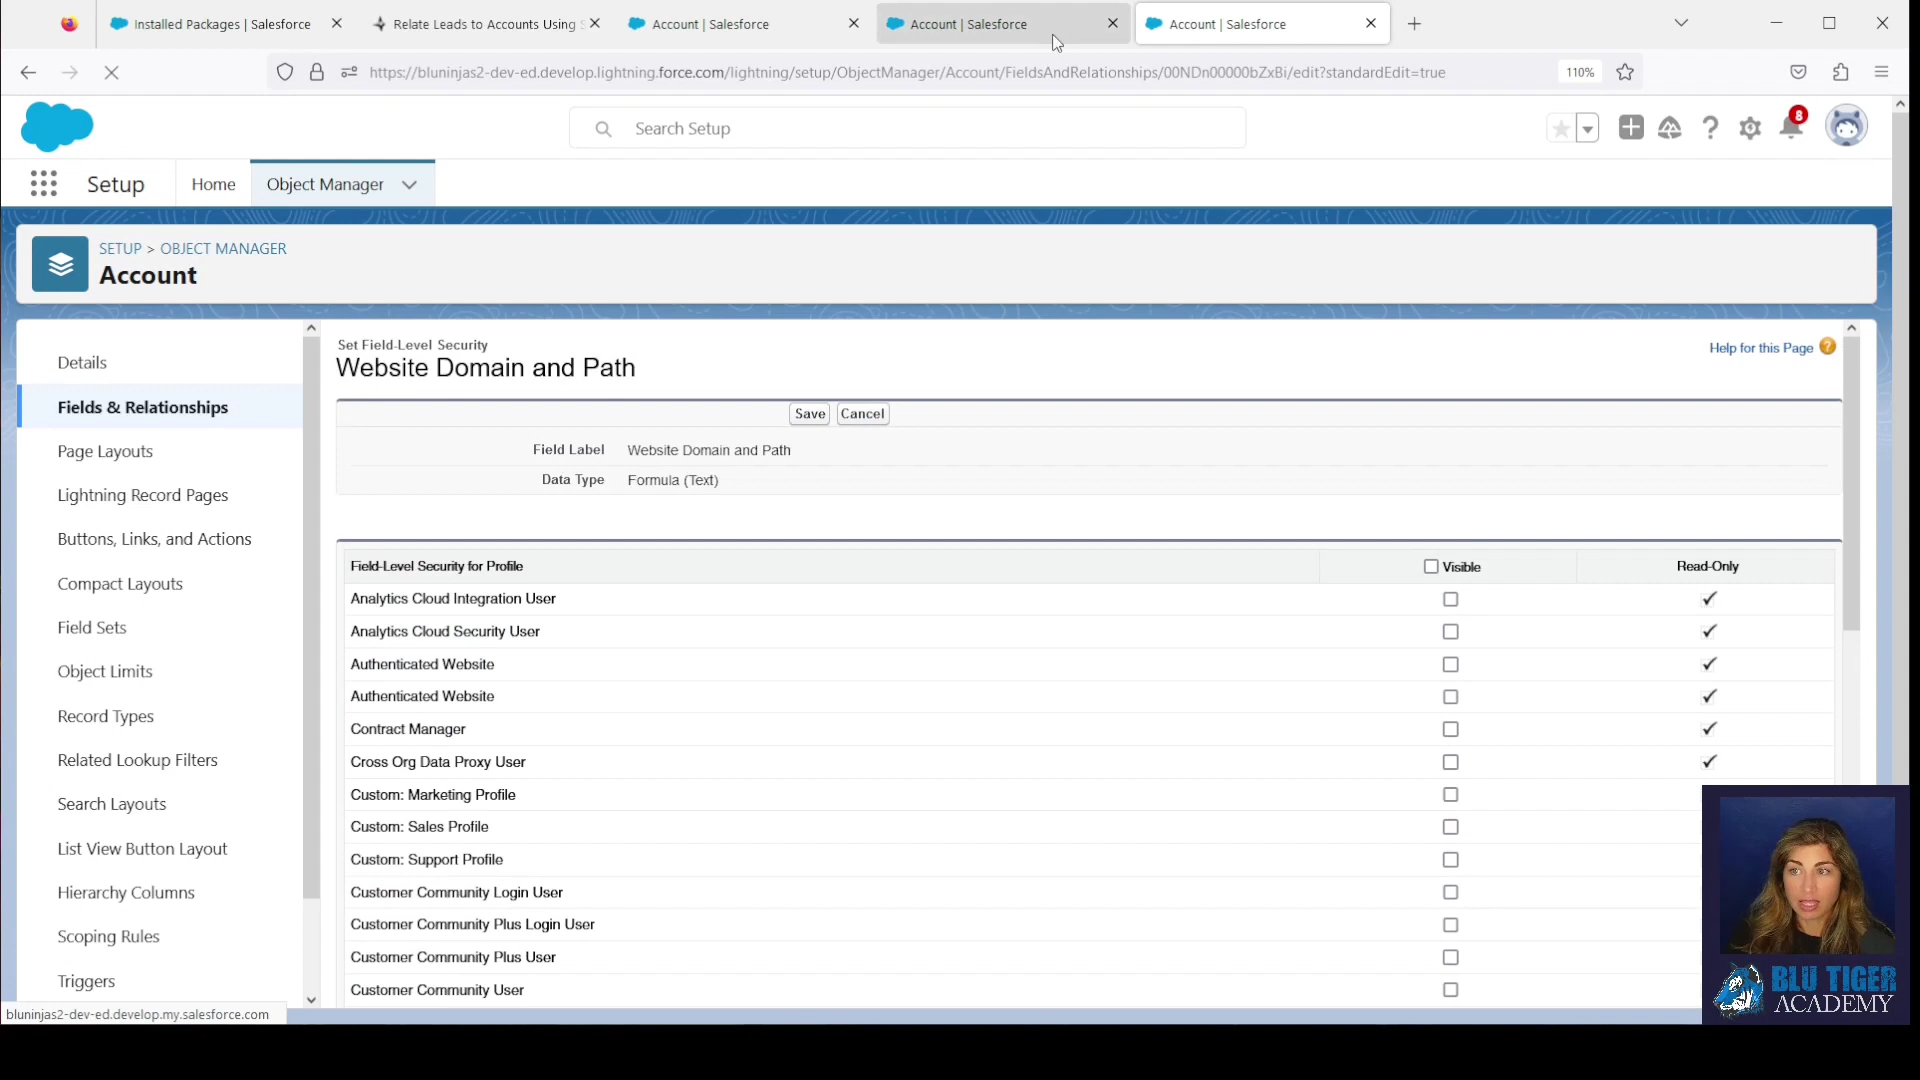 Installed Packages | Salesforce
Relate Leads to Accounts Using S
Account | Salesforce
Account | Salesforce
Account | Salesforce
https://bluninjas2-dev-ed.develop.lightning.force.com/lightning/setup/ObjectManager/Account/FieldsAndRelationships/00NDn00000bZxBi/edit?standardEdit=true
110%
Search Setup
8
Setup
Home
Object Manager
SETUP > OBJECT MANAGER
Account
Details
Fields & Relationships
Page Layouts
Lightning Record Pages
Buttons, Links, and Actions
Compact Layouts
Field Sets
Object Limits
Record Types
Related Lookup Filters
Search Layouts
List View Button Layout
Hierarchy Columns
Scoping Rules
Triggers
Set Field-Level Security
Website Domain and Path
Help for this Page ?
Save Cancel
Field Label Website Domain and Path
Data Type Formula (Text)
Field-Level Security for Profile Visible Read-Only
Analytics Cloud Integration User
Analytics Cloud Security User
Authenticated Website
Authenticated Website
Contract Manager
Cross Org Data Proxy User
Custom: Marketing Profile
Custom: Sales Profile
Custom: Support Profile
Customer Community Login User
Customer Community Plus Login User
Customer Community Plus User
Customer Community User
bluninjas2-dev-ed.develop.my.salesforce.com
BLU TIGER
ACADEMY